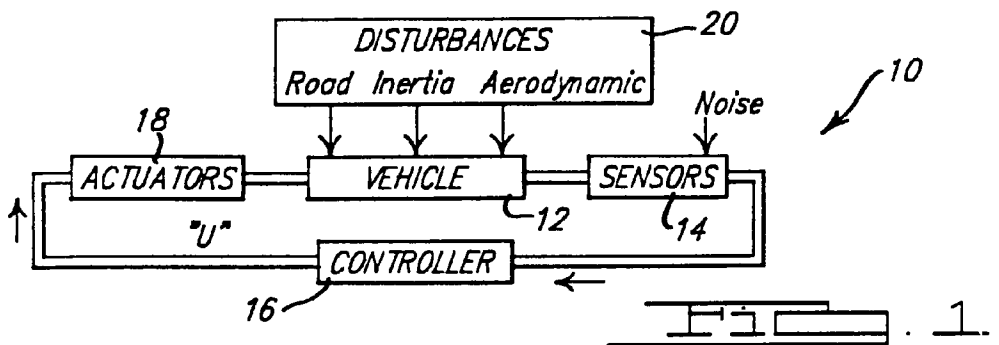 DISTURBANCES
Road Inertia Aerodynamic
20
10
Noise
18
ACTUATORS
VEHICLE
SENSORS
12
14
"U"
CONTROLLER
16
Fig. 1.